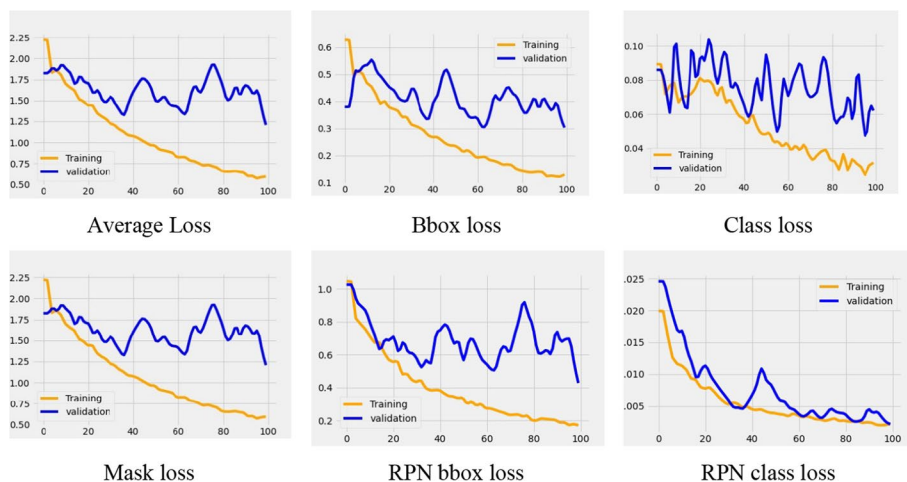 2.25
2.00
1.75
1.50
1.25
1.00
0.75
0.50
Training
validation
0 20 40 60 80 100
Average Loss
0.6
0.5
0.4
0.3
0.2
0.1
Training
validation
0 20 40 60 80 100
Bbox loss
0.10
0.08
0.06
0.04
Training
validation
0 20 40 60 80 100
Class loss
2.25
2.00
1.75
1.50
1.25
1.00
0.75
0.50
Training
validation
0 20 40 60 80 100
Mask loss
1.0
0.8
0.6
0.4
0.2
Training
validation
0 20 40 60 80 100
RPN bbox loss
.025
.020
.015
.010
.005
Training
validation
0 20 40 60 80 100
RPN class loss